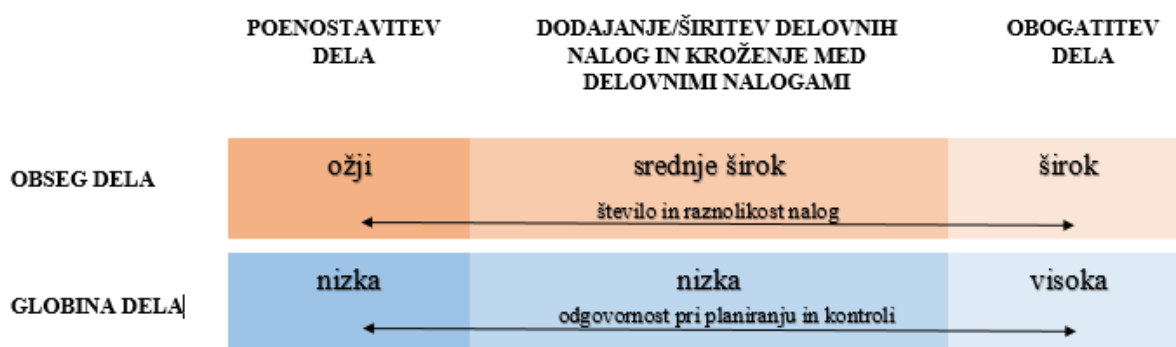 POENOSTAVITEV
DELA
DODAJANJE/ŠIRITEV DELOVNIH
NALOG IN KROŽENJE MED
DELOVNIMI NALOGAMI
OBOGATITEV
DELA
OBSEG DELA
ožji
srednje širok
širok
število in raznolikost nalog
GLOBINA DELA
nizka
nizka
visoka
odgovornost pri planiranju in kontroli